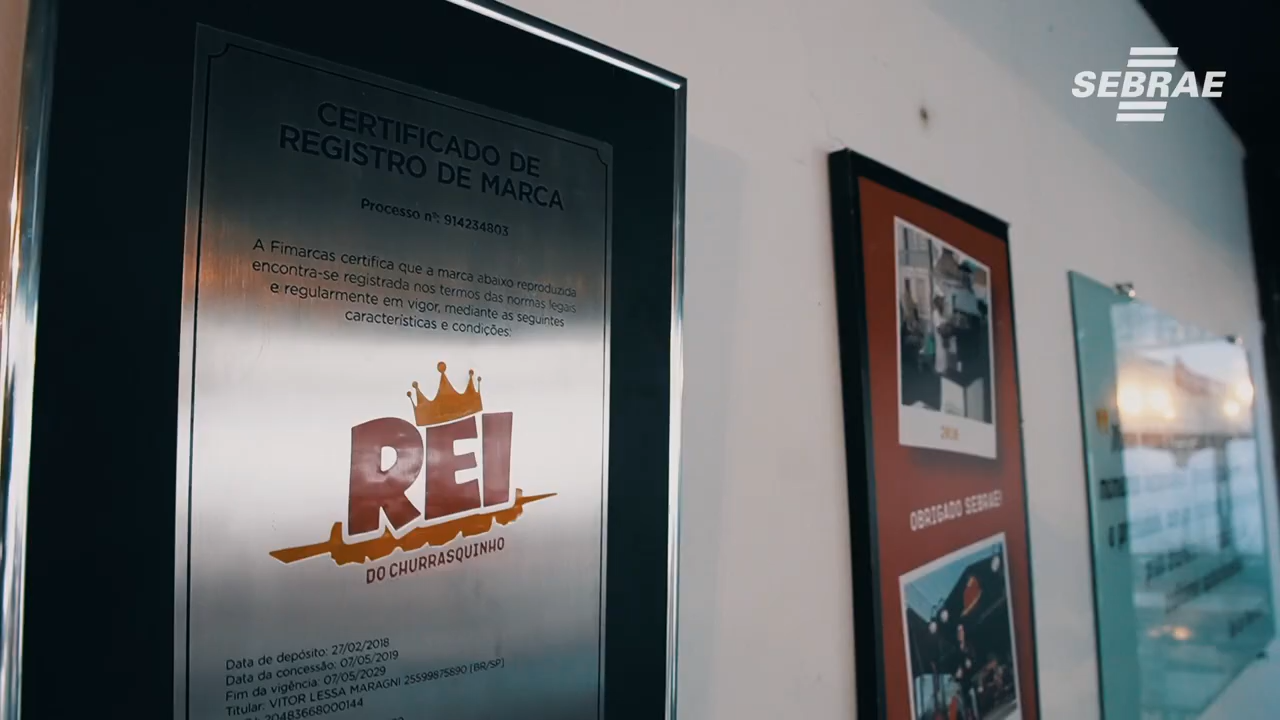 SEBRAE
CERTIFICADO DE
REGISTRO DE MARCA
Processo nº: 914234803
A Fimarcas certifica que a marca abaixo reproduzida
encontra-se registrada nos termos das normas legais
e regularmente em vigor, mediante as seguintes
características e condições:
REI
DO CHURRASQUINHO
Data de depósito: 27/02/2018
Data da concessão: 07/05/2019
Fim da vigência: 07/05/2029
Titular: VITOR LESSA MARAGNI 25599875890 [BR/SP]
20483668000144
OBRIGADO SEBRAE!